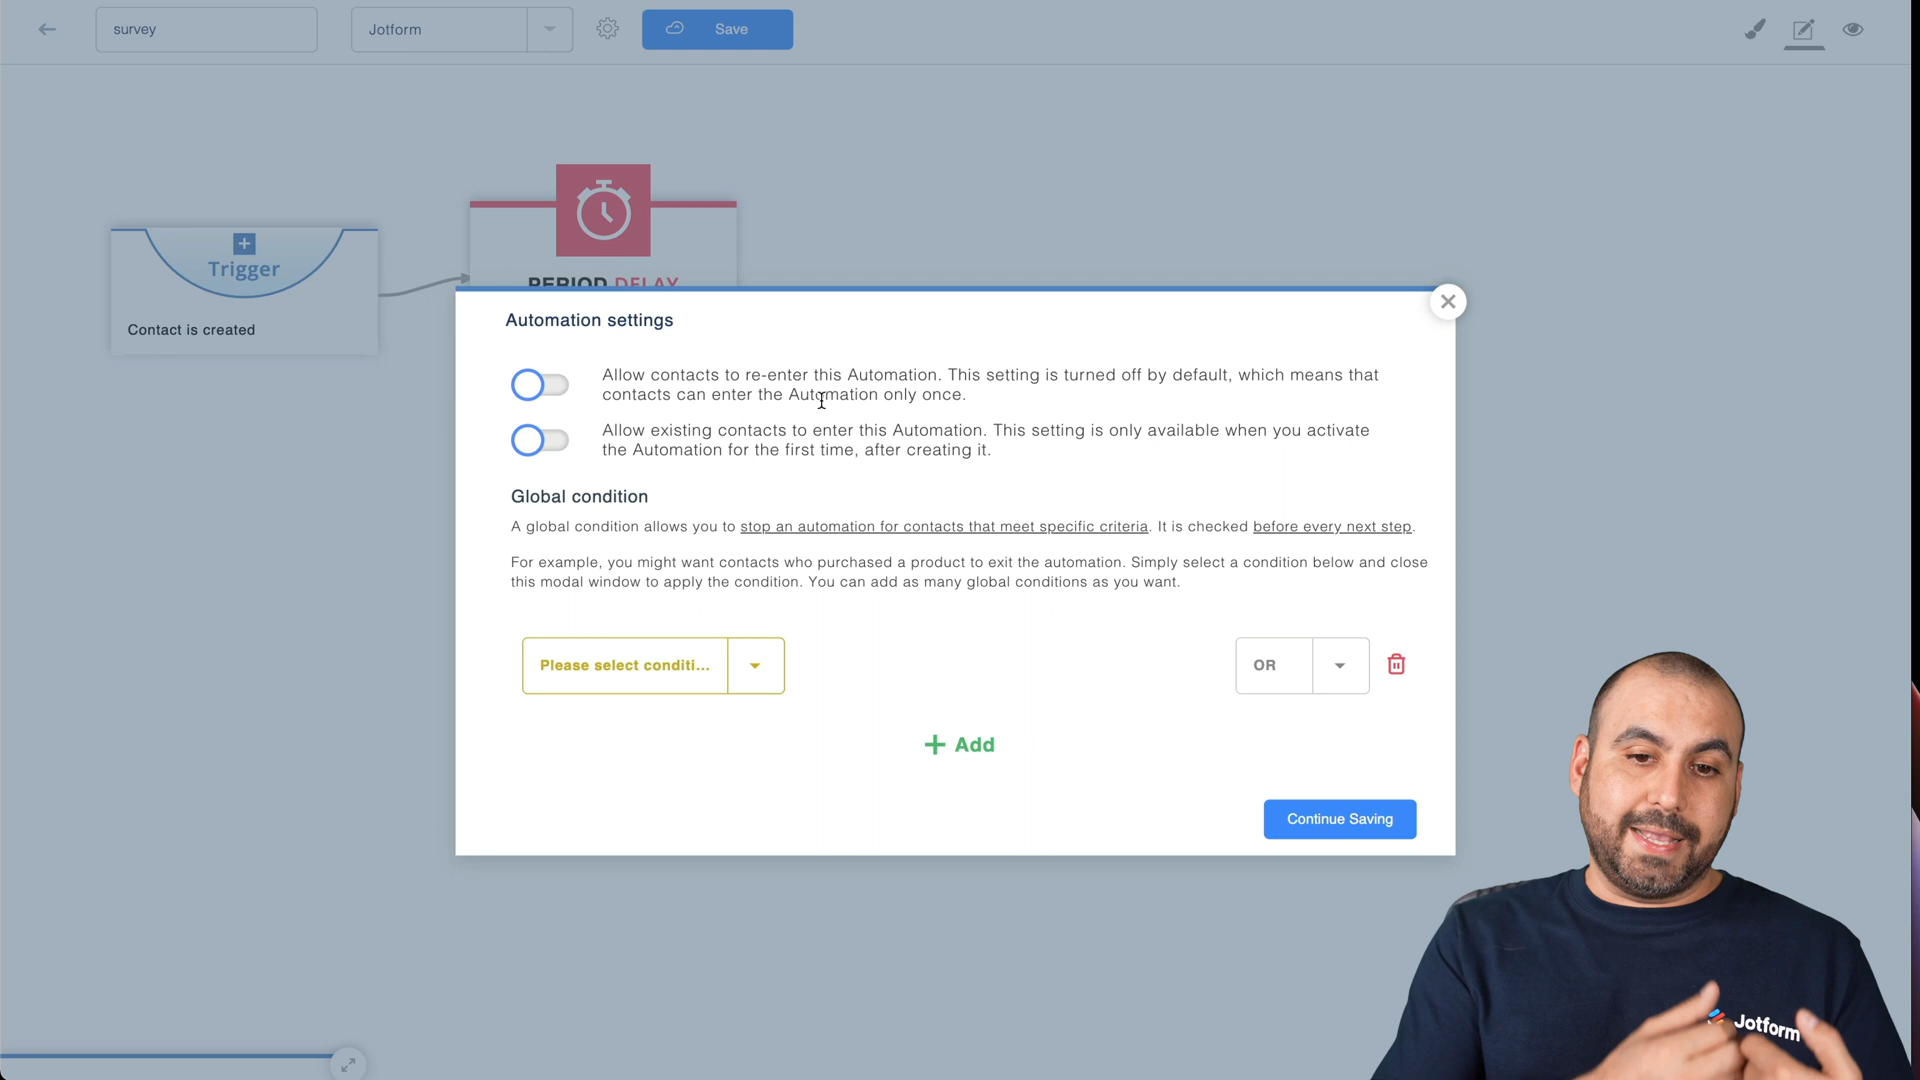 survey
Jotform
Save
Trigger
Contact is created
PERIOD DELAY
Automation settings
Allow contacts to re-enter this Automation. This setting is turned off by default, which means that
contacts can enter the Automation only once.
Allow existing contacts to enter this Automation. This setting is only available when you activate
the Automation for the first time, after creating it.
Global condition
A global condition allows you to stop an automation for contacts that meet specific criteria. It is checked before every next step.
For example, you might want contacts who purchased a product to exit the automation. Simply select a condition below and close
this modal window to apply the condition. You can add as many global conditions as you want.
Please select conditi...
OR
Add
Continue Saving
Jotform